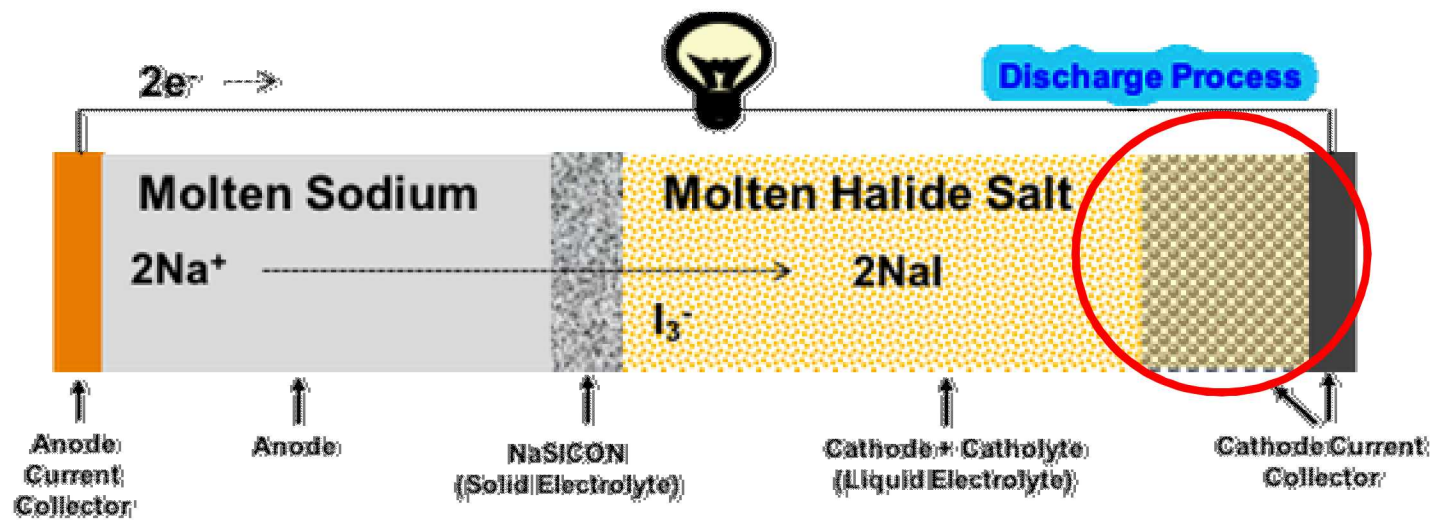 2e⁻
Discharge Process
Molten Sodium
Molten Halide Salt
2Na⁺
2NaI
I₃⁻
Anode
Current
Collector
Anode
NaSICON
(Solid Electrolyte)
Cathode + Catholyte
(Liquid Electrolyte)
Cathode Current
Collector